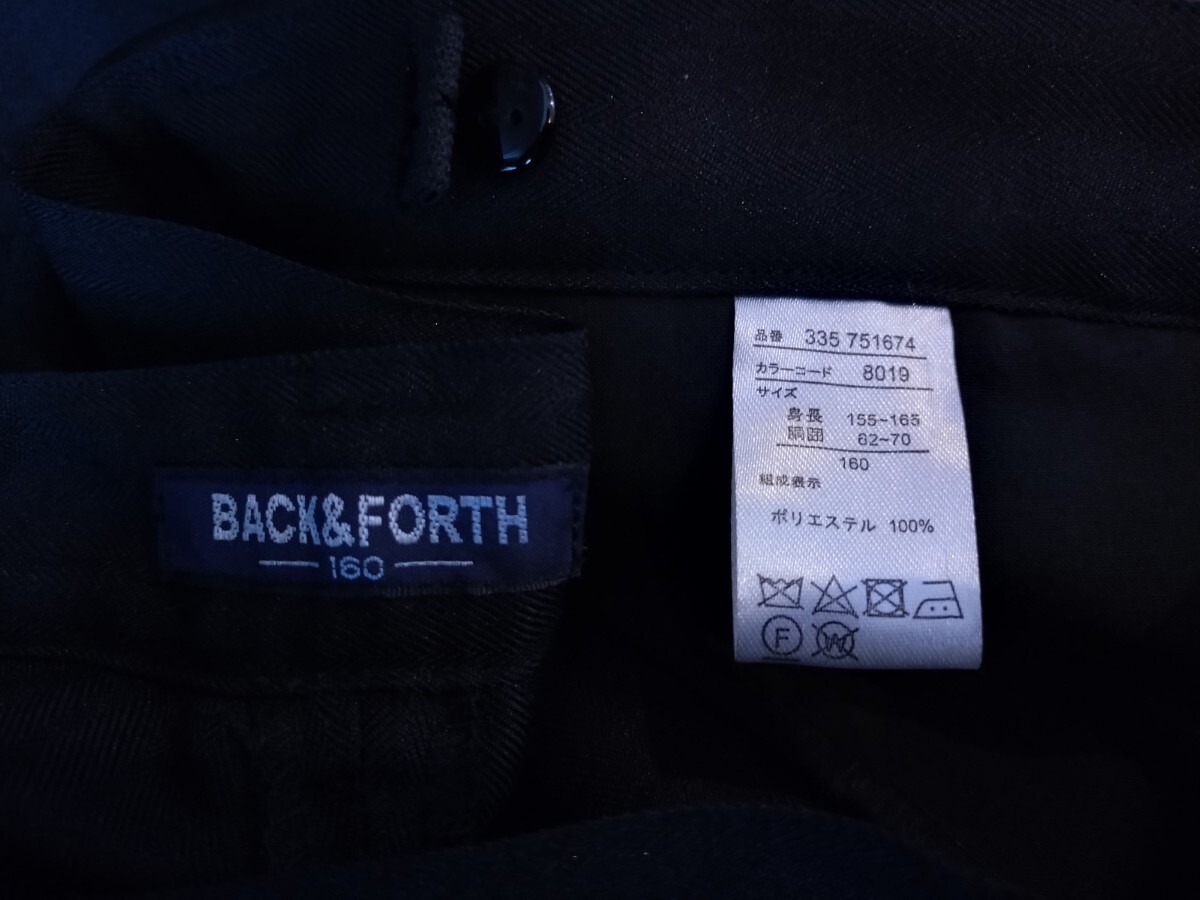 BACK&FORTH
160
品番 335 751674
カラーコード 8019
サイズ
身長 155~165
胴囲 62~70
160
組成表示
ポリエステル 100%
F W